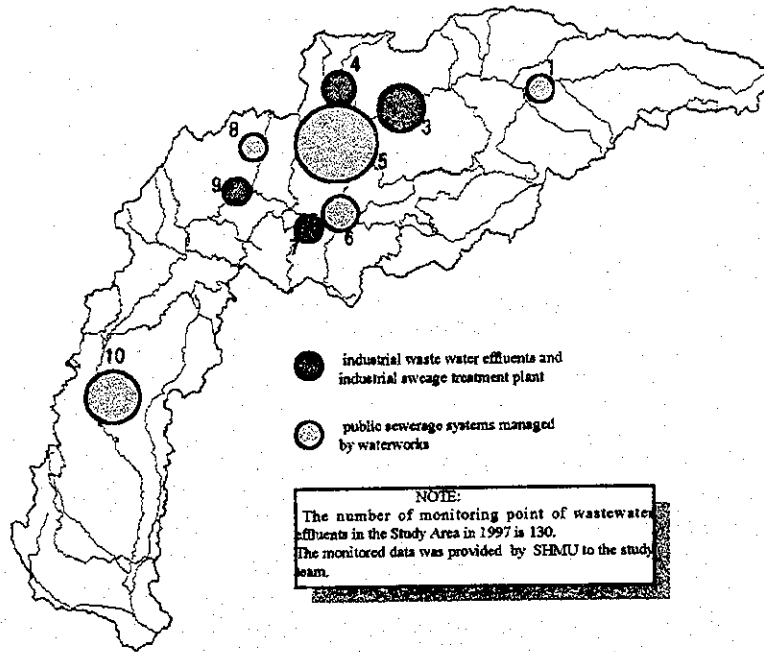 4
1
3
8
5
9
6
10
industrial waste water effluents and
industrial sweage treatment plant
public sewerage systems managed
by waterworks
NOTE:
The number of monitoring point of wastewater
effluents in the Study Area in 1997 is 130.
The monitored data was provided by SHMU to the study
team.